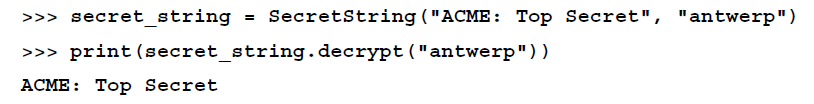 >>> secret_string = SecretString("ACME: Top Secret", "antwerp")
>>> print(secret_string.decrypt("antwerp"))
ACME: Top Secret